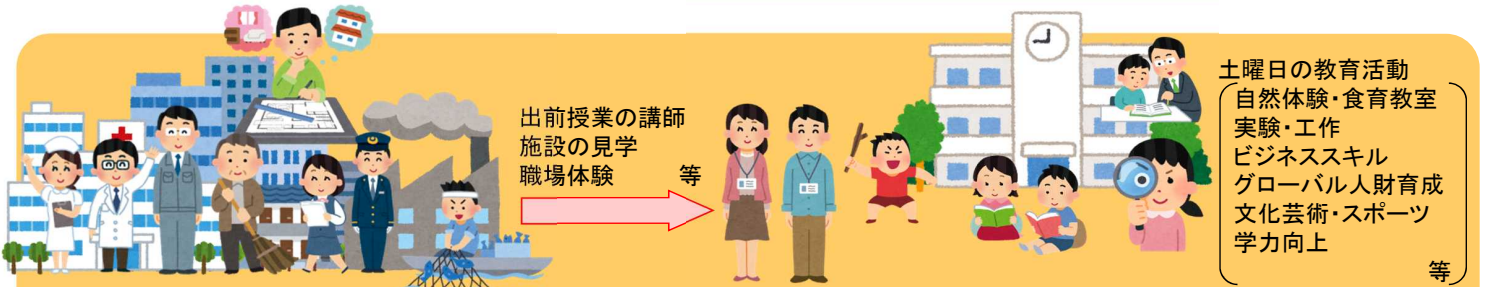 出前授業の講師
施設の見学
職場体験　　等
土曜日の教育活動
自然体験・食育教室
実験・工作
ビジネススキル
グローバル人財育成
文化芸術・スポーツ
学力向上
等